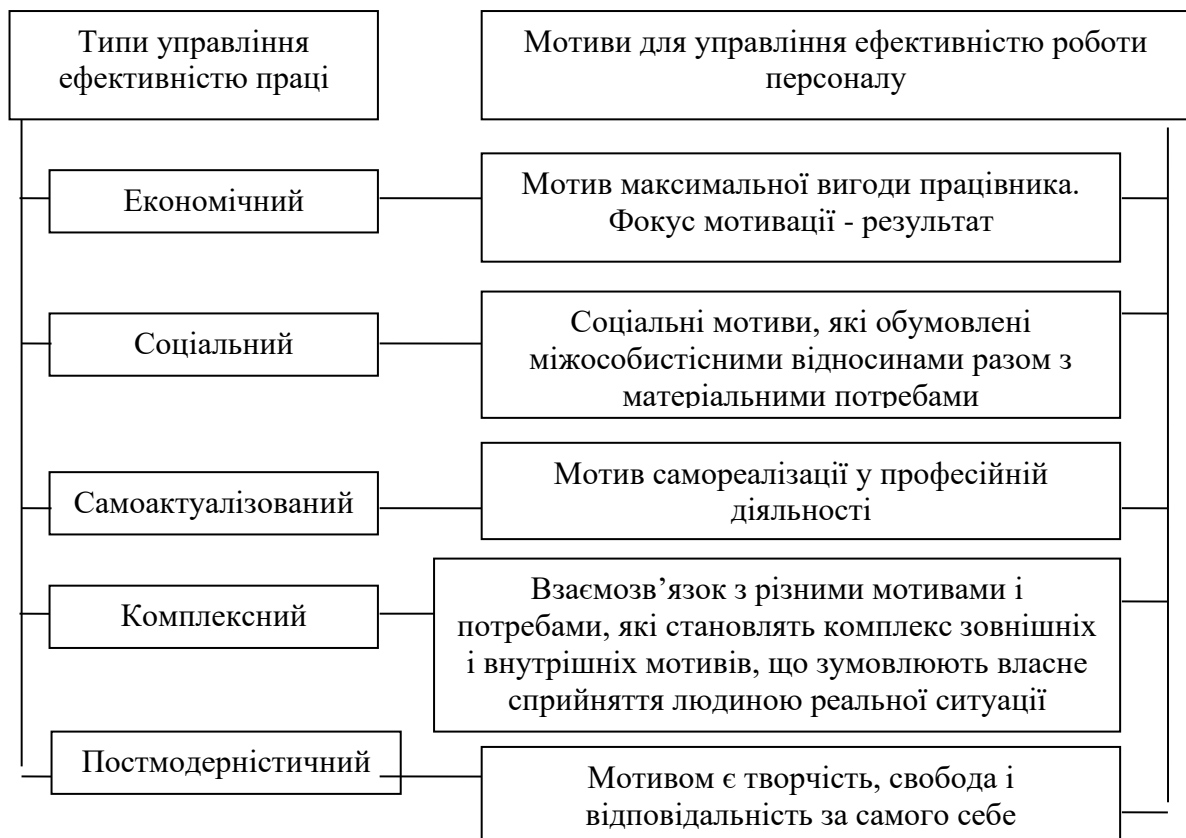 Типи управління
ефективністю праці
Мотиви для управління ефективністю роботи
персоналу
Економічний
Мотив максимальної вигоди працівника.
Фокус мотивації - результат
Соціальний
Соціальні мотиви, які обумовлені
міжособистісними відносинами разом з
матеріальними потребами
Самоактуалізований
Мотив самореалізації у професійній
діяльності
Комплексний
Взаємозв’язок з різними мотивами і
потребами, які становлять комплекс зовнішніх
і внутрішніх мотивів, що зумовлюють власне
сприйняття людиною реальної ситуації
Постмодерністичний
Мотивом є творчість, свобода і
відповідальність за самого себе